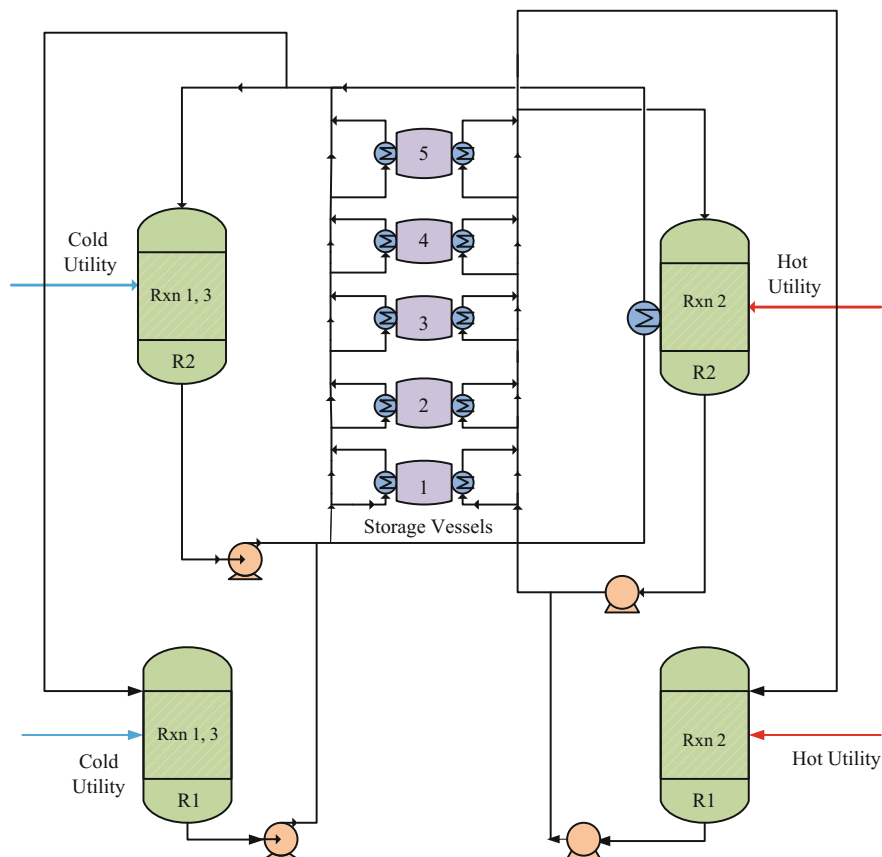 5
Cold
Utility
4
Hot
Utility
Rxn 1, 3
3
Rxn 2
R2
R2
2
1
Storage Vessels
Rxn 1, 3
Rxn 2
Cold
Utility
Hot Utility
R1
R1